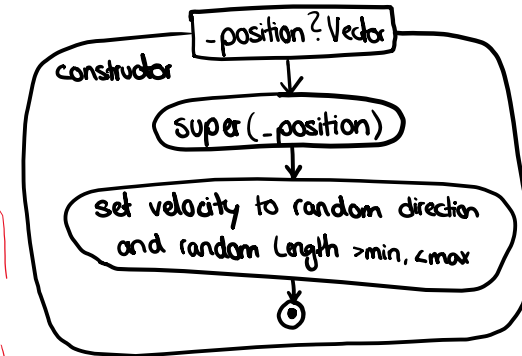 _position? Vector
constructor
super(_position)
set velocity to random direction
and random Length >min, <max